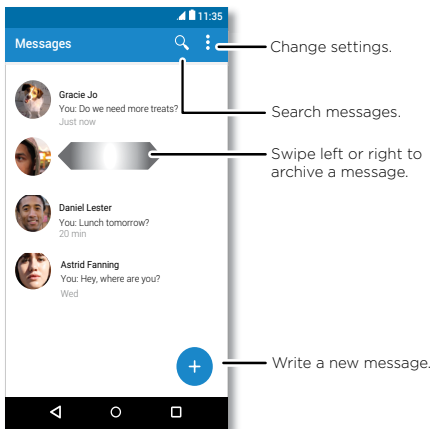 11:35
Messages
Change settings.
Gracie Jo
You: Do we need more treats?
Just now
Search messages.
Swipe left or right to
archive a message.
Daniel Lester
You: Lunch tomorrow?
20 min
Astrid Fanning
You: Hey, where are you?
Wed
+
Write a new message.